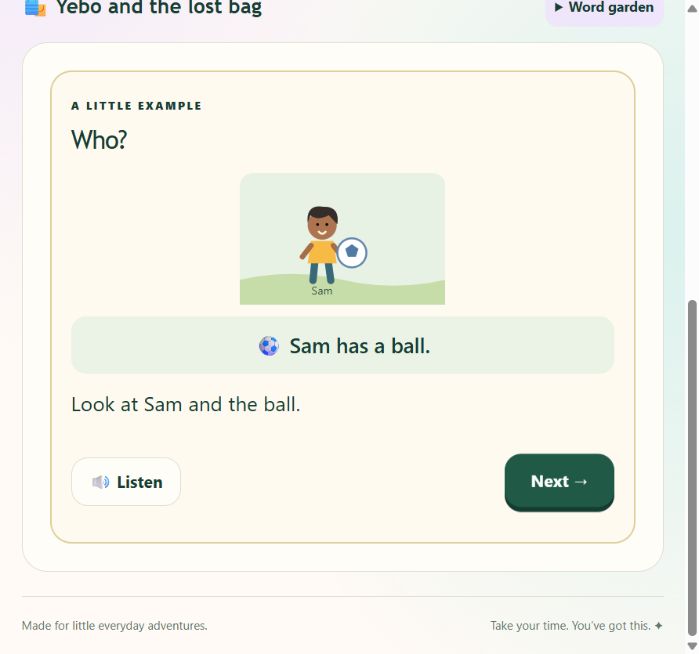 Yebo and the lost bag
▶ Word garden
A LITTLE EXAMPLE
Who?
Sam
Sam has a ball.
Look at Sam and the ball.
Listen
Next →
Made for little everyday adventures.
Take your time. You've got this. ✦